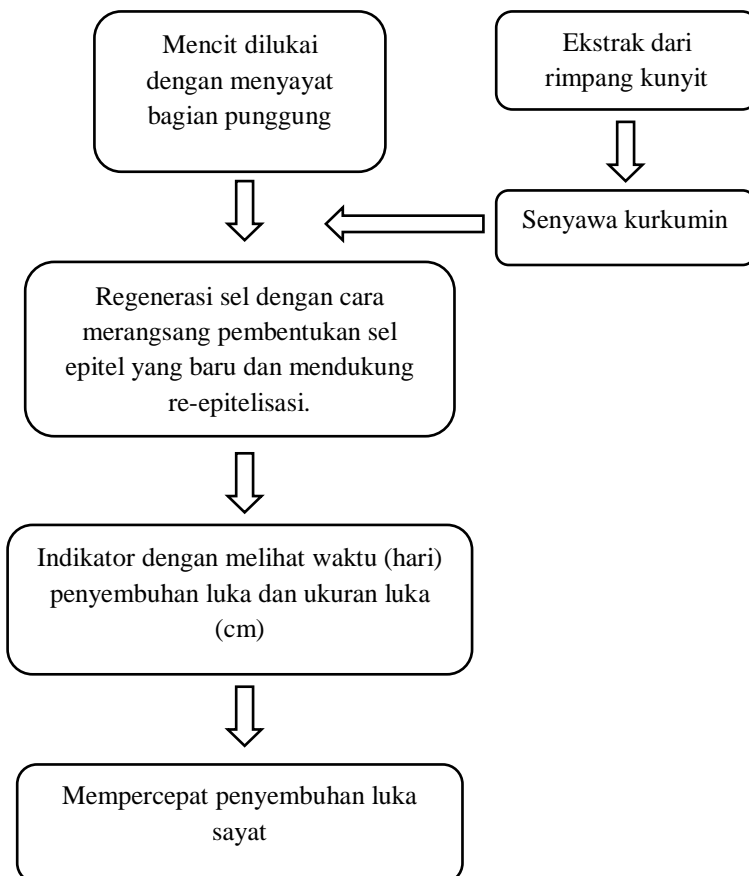 Mencit dilukai
dengan menyayat
bagian punggung
Ekstrak dari
rimpang kunyit
Senyawa kurkumin
Regenerasi sel dengan cara
merangsang pembentukan sel
epitel yang baru dan mendukung
re-epitelisasi.
Indikator dengan melihat waktu (hari)
penyembuhan luka dan ukuran luka
(cm)
Mempercepat penyembuhan luka
sayat